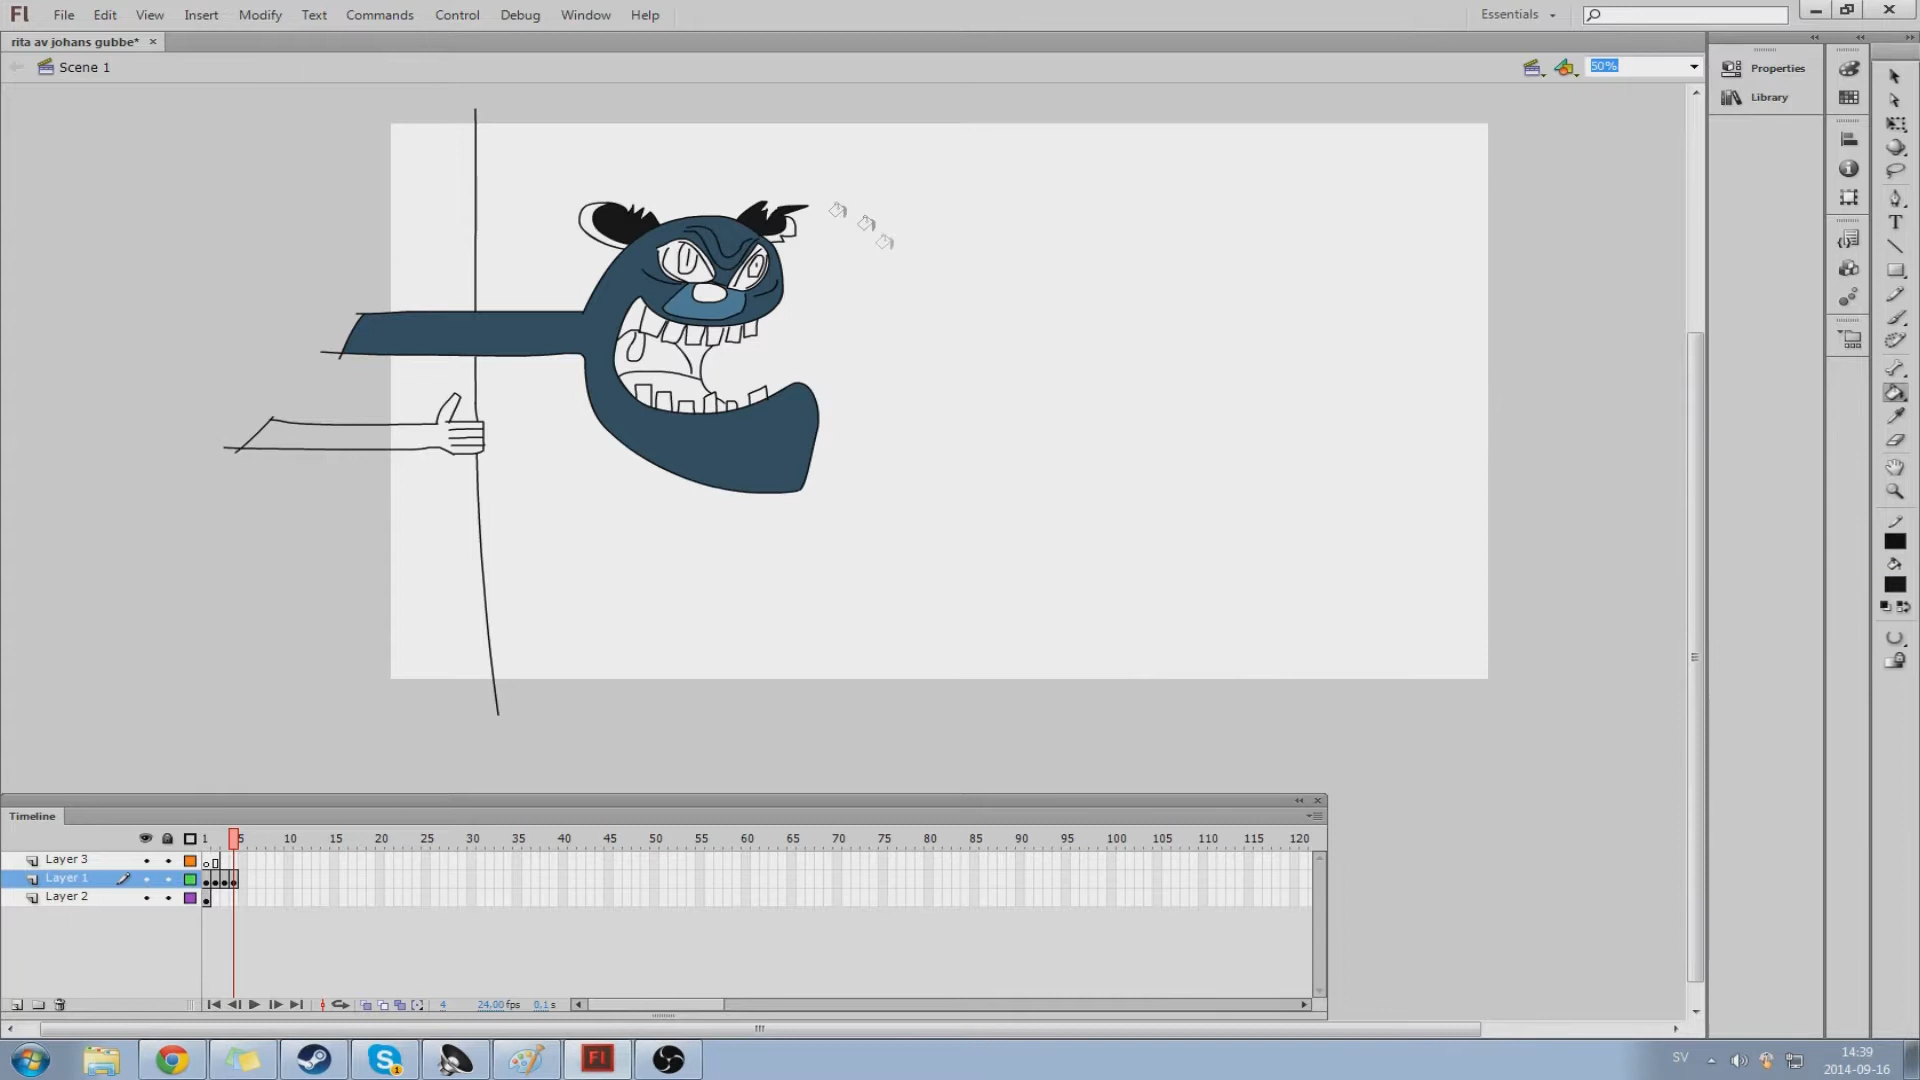 Fl File Edit View Insert Modify Text Commands Control Debug Window Help Essentials
rita av johans gubbe*
Scene 1
50%
Properties
Library
T
Timeline
1 5 10 15 20 25 30 35 40 45 50 55 60 65 70 75 80 85 90 95 100 105 110 115 120
Layer 3
Layer 1
Layer 2
4 24,00 fps 0,1 s
Fl
1
SV
14:39
2014-09-16